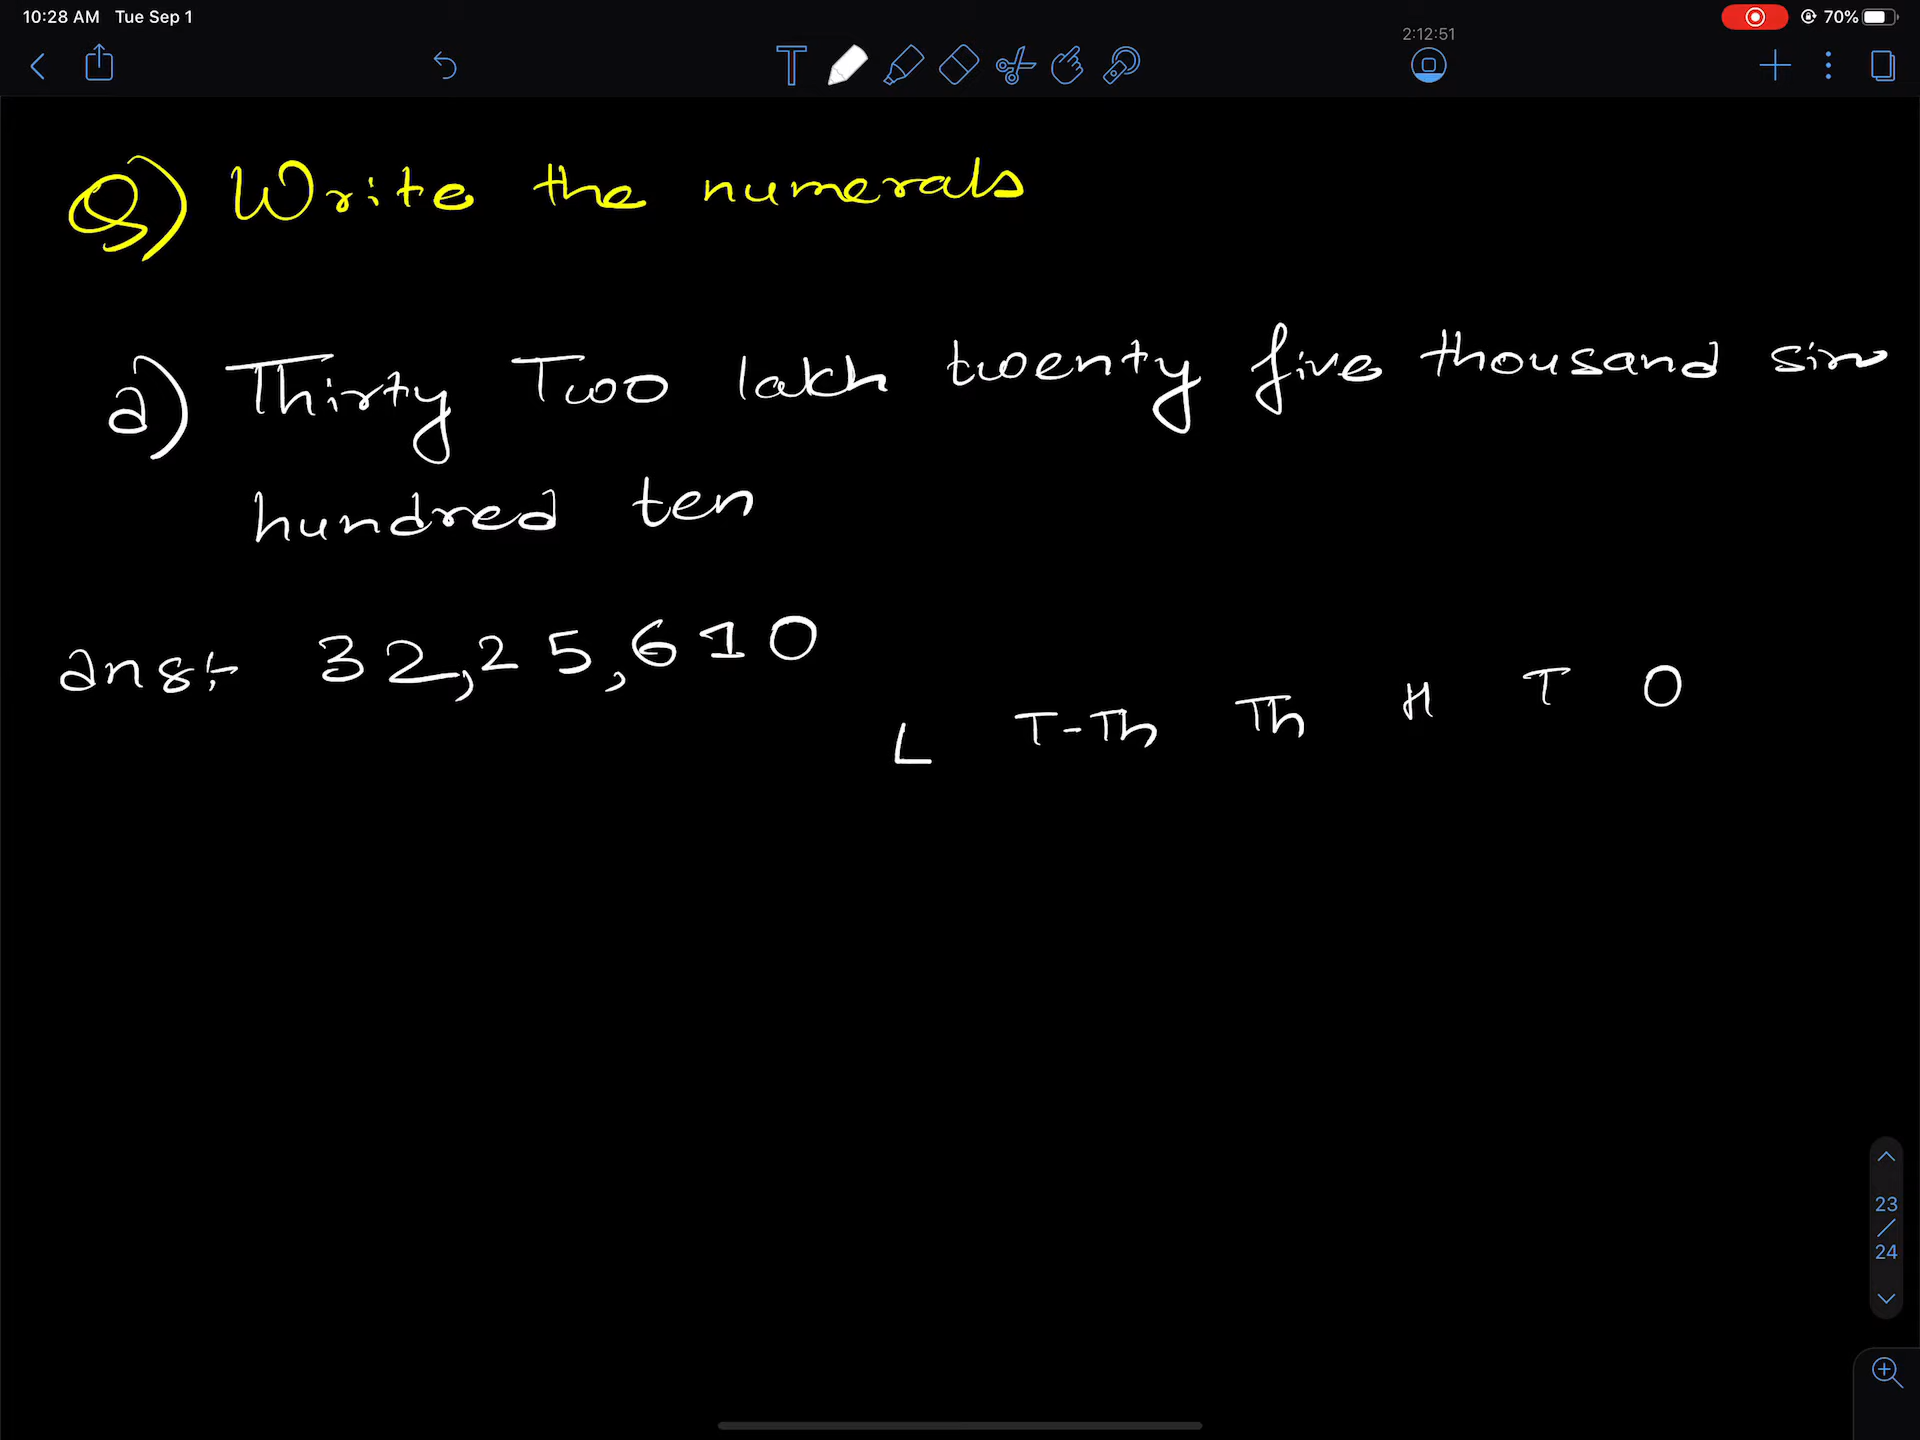 10:28 AM Tue Sep 1
70%
2:12:51
Q) Write the numerals
a) Thirty Two lakh twenty five thousand six
hundred ten
ans:- 32,25,610
L T-Th Th H T O
23
/
24